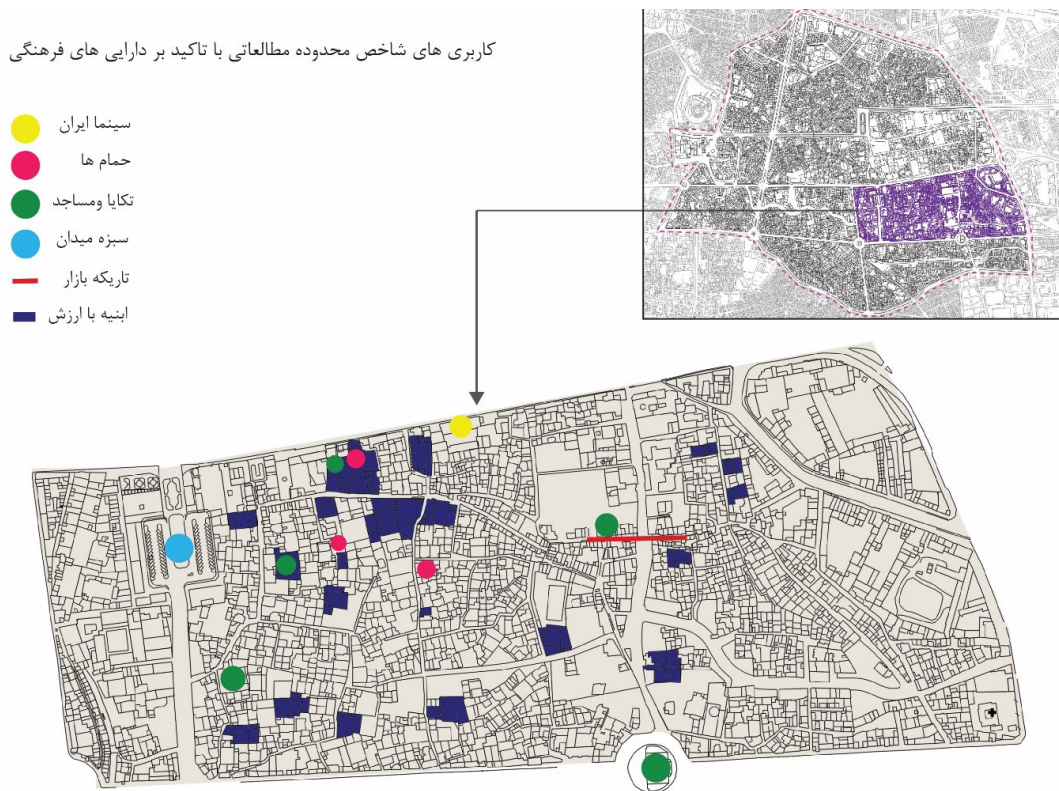 کاربری های شاخص محدوده مطالعاتی با تاکید بر دارایی های فرهنگی
سینما ایران
حمام ها
تکایا ومساجد
سبزه میدان
تاریکه بازار
ابنیه با ارزش